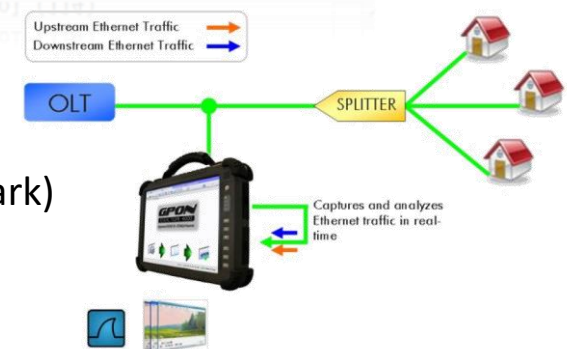 Upstream Ethernet Traffic
Downstream Ethernet Traffic
OLT
SPLITTER
ark)
GPON
Captures and analyzes
Ethernet traffic in real-
time